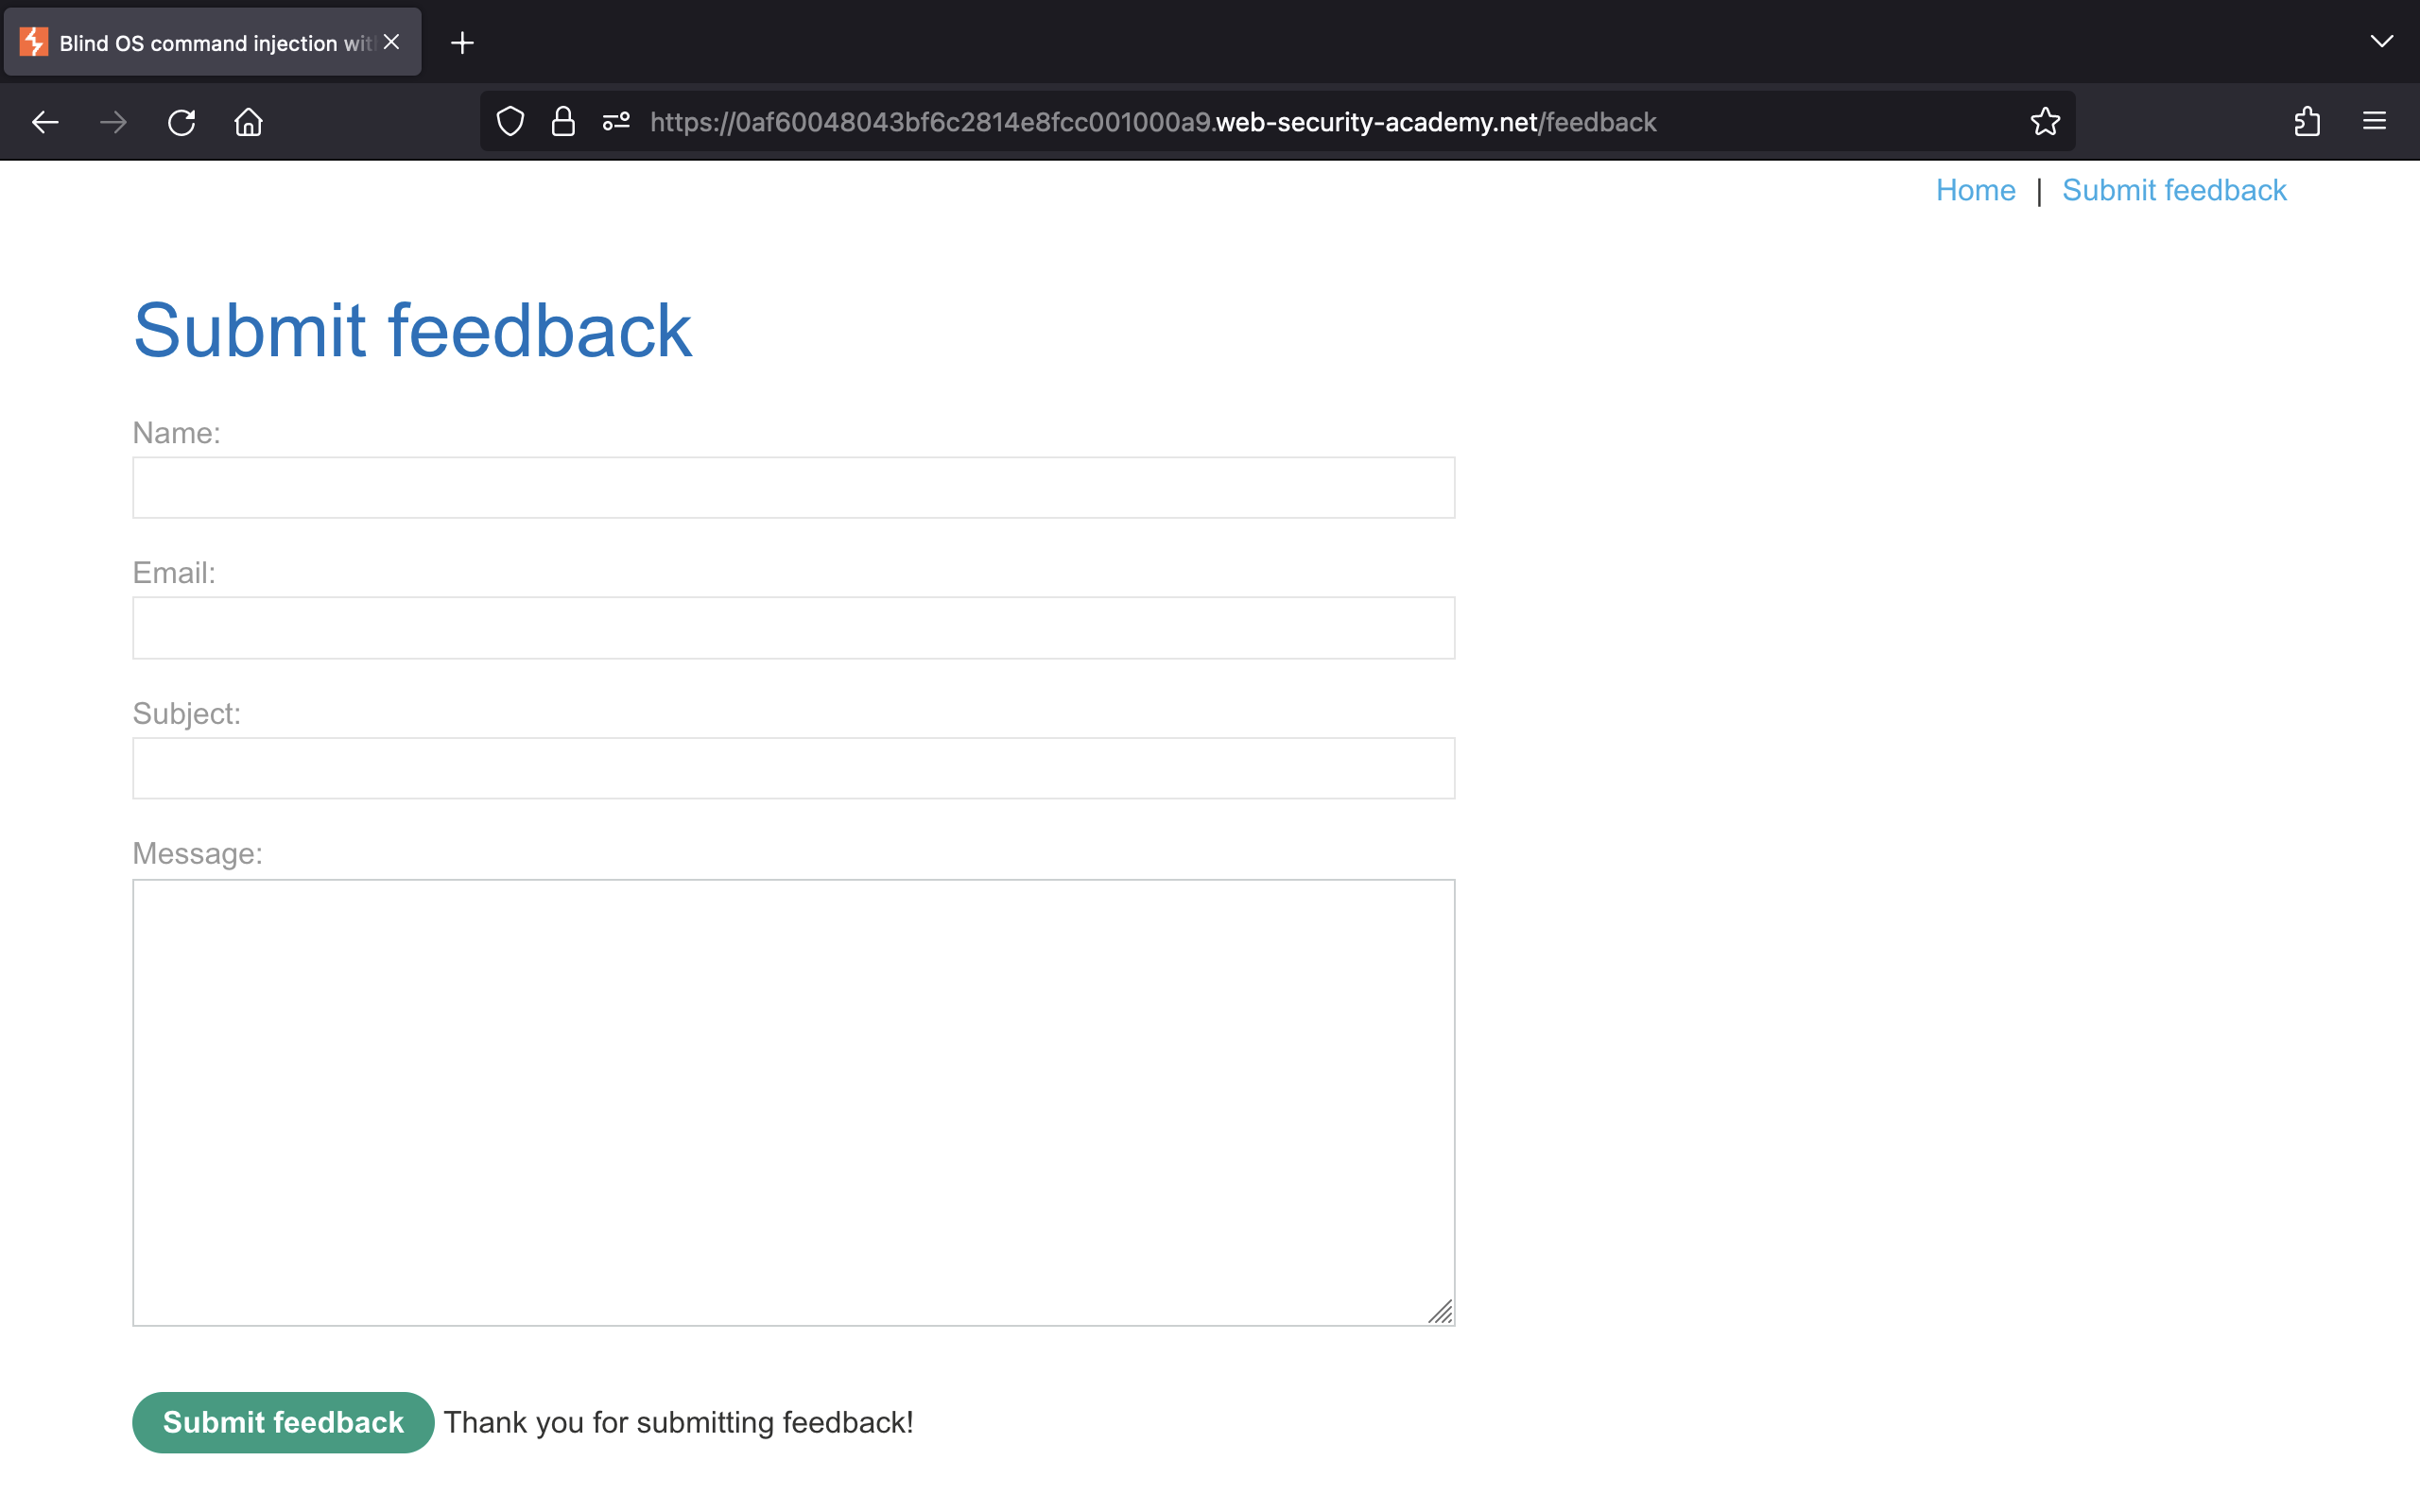 Blind OS command injection wit
https://0af60048043bf6c2814e8fcc001000a9.web-security-academy.net/feedback
Home | Submit feedback
Submit feedback
Name:
Email:
Subject:
Message:
Submit feedback Thank you for submitting feedback!